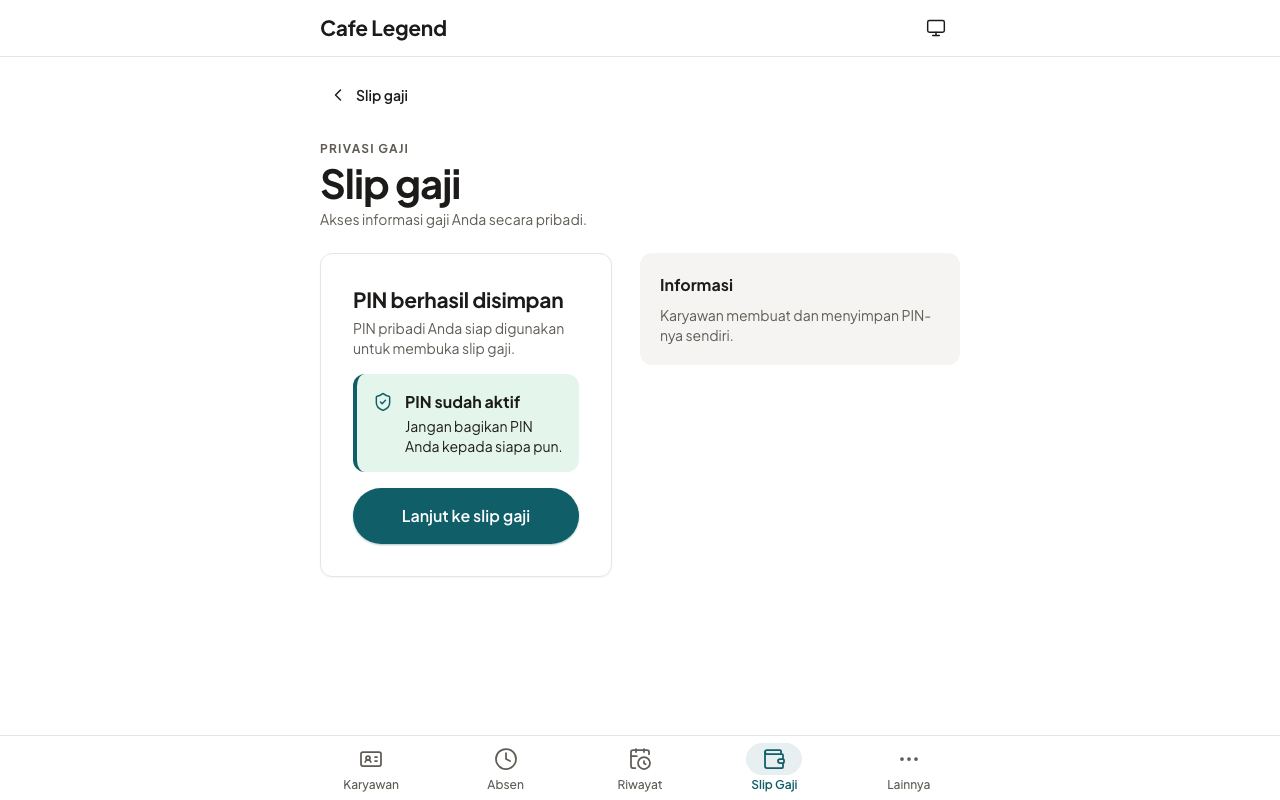 Cafe Legend
Slip gaji
PRIVASI GAJI
Slip gaji
Akses informasi gaji Anda secara pribadi.
PIN berhasil disimpan
PIN pribadi Anda siap digunakan
untuk membuka slip gaji.
PIN sudah aktif
Jangan bagikan PIN
Anda kepada siapa pun.
Lanjut ke slip gaji
Informasi
Karyawan membuat dan menyimpan PIN-
nya sendiri.
Karyawan
Absen
Riwayat
Slip Gaji
Lainnya